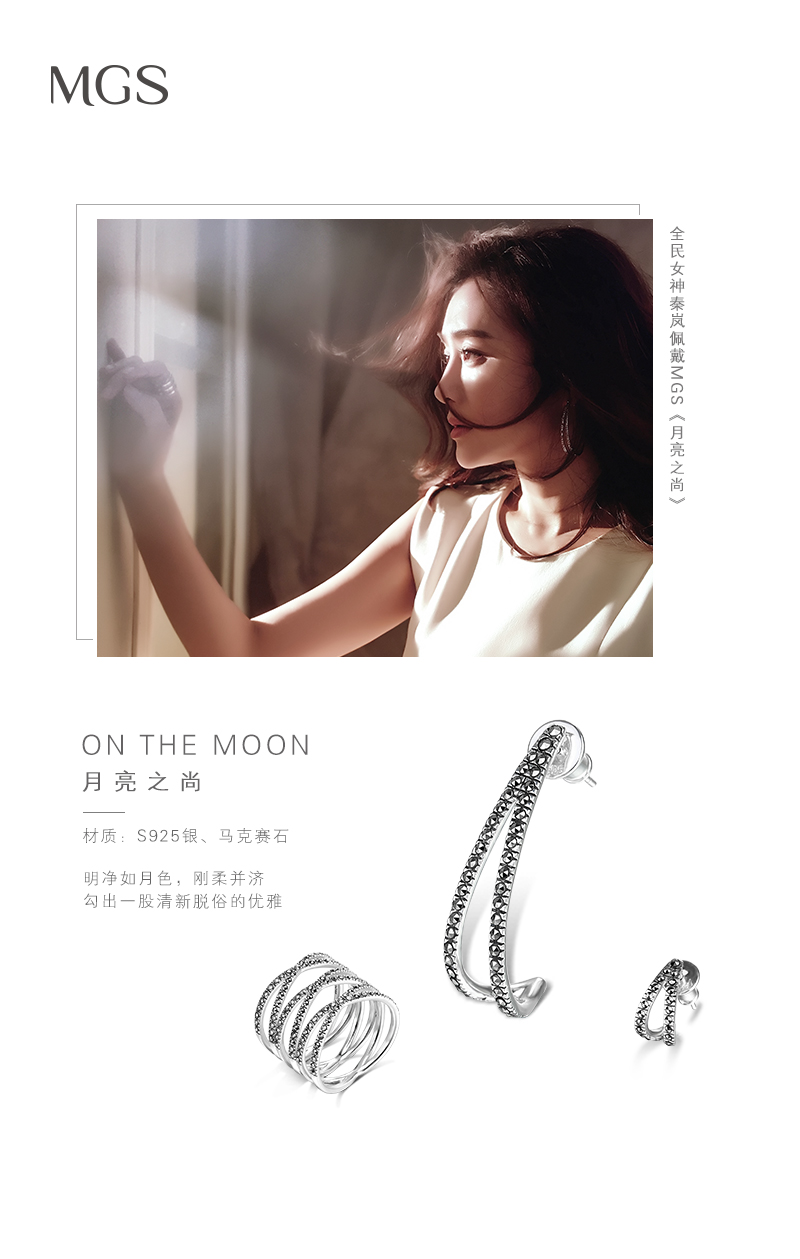 MGS
全民女神秦岚佩戴MGS《月亮之尚》
ON THE MOON
月亮之尚
材质：S925银、马克赛石
明净如月色，刚柔并济
勾出一股清新脱俗的优雅